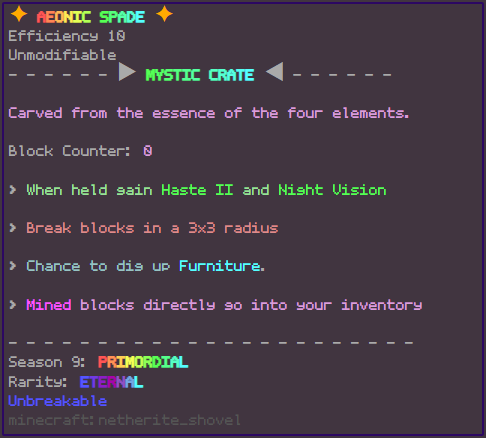 ✦ AEONIC SPADE ✦
Efficiency 10
Unmodifiable
- - - - - - ▶ MYSTIC CRATE ◀ - - - - - -
Carved from the essence of the four elements.
Block Counter: 0
> When held gain Haste II and Night Vision
> Break blocks in a 3x3 radius
> Chance to dig up Furniture.
> Mined blocks directly go into your inventory
_ _ _ _ _ _ _ _ _ _ _ _ _ _ _ _ _ _ _ _ _ _ _
Season 9: PRIMORDIAL
Rarity: ETERNAL
Unbreakable
minecraft:netherite_shovel